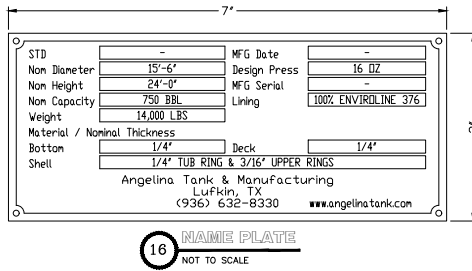 7"
STD - MFG Date -
Nom Diameter 15'-6" Design Press 16 OZ
Nom Height 24'-0" MFG Serial -
Nom Capacity 750 BBL Lining 100% ENVIROLINE 376
Weight 14,000 LBS
Material / Nominal Thickness
Bottom 1/4" Deck 1/4"
Shell 1/4" TUB RING & 3/16" UPPER RINGS
Angelina Tank & Manufacturing
Lufkin, TX
(936) 632-8330 www.angelinatank.com
16 NAME PLATE
NOT TO SCALE